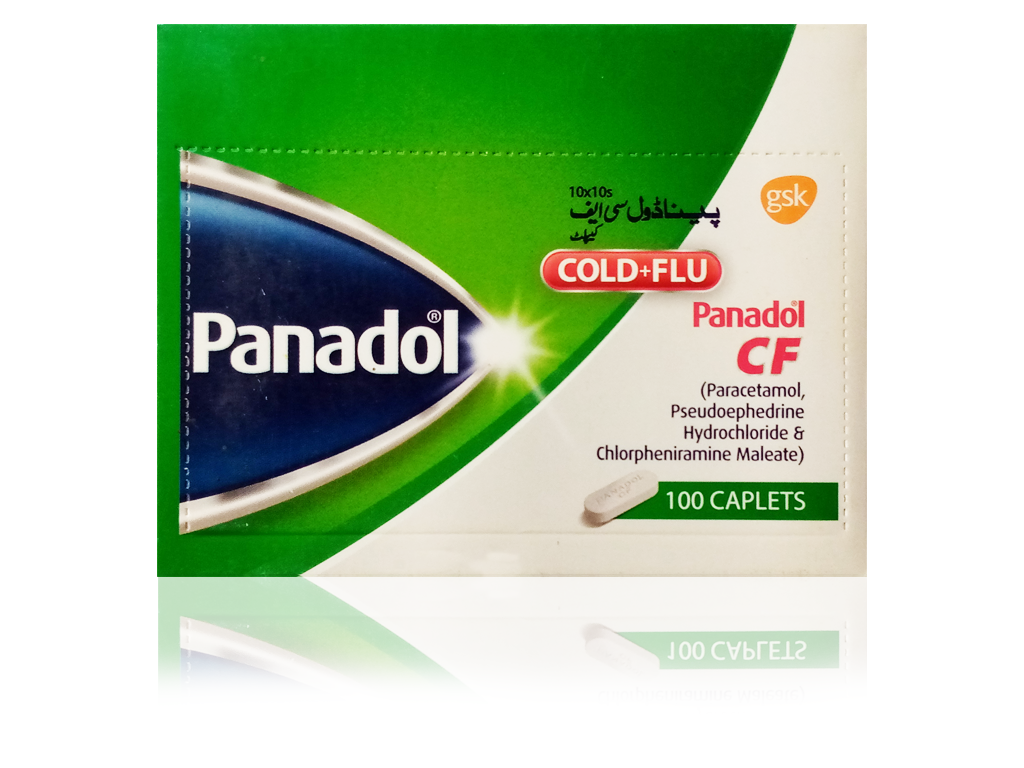 10x10s
پیناڈول سی ایف
کیپلٹ
gsk
COLD+FLU
Panadol®
Panadol®
CF
(Paracetamol,
Pseudoephedrine
Hydrochloride &
Chlorpheniramine Maleate)
PANADOL
CF
100 CAPLETS